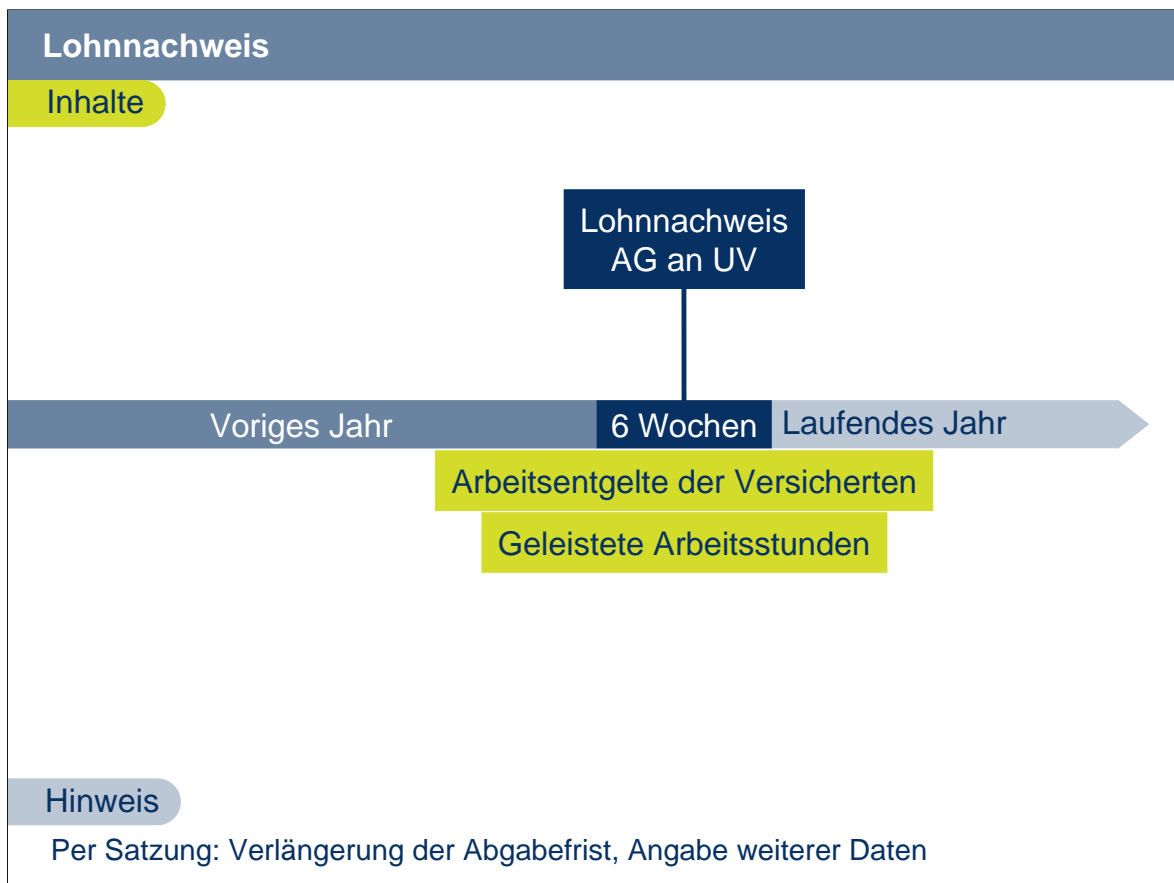 Lohnnachweis
Inhalte
Lohnnachweis
AG an UV
Voriges Jahr 6 Wochen Laufendes Jahr
Arbeitsentgelte der Versicherten
Geleistete Arbeitsstunden
Hinweis
Per Satzung: Verlängerung der Abgabefrist, Angabe weiterer Daten